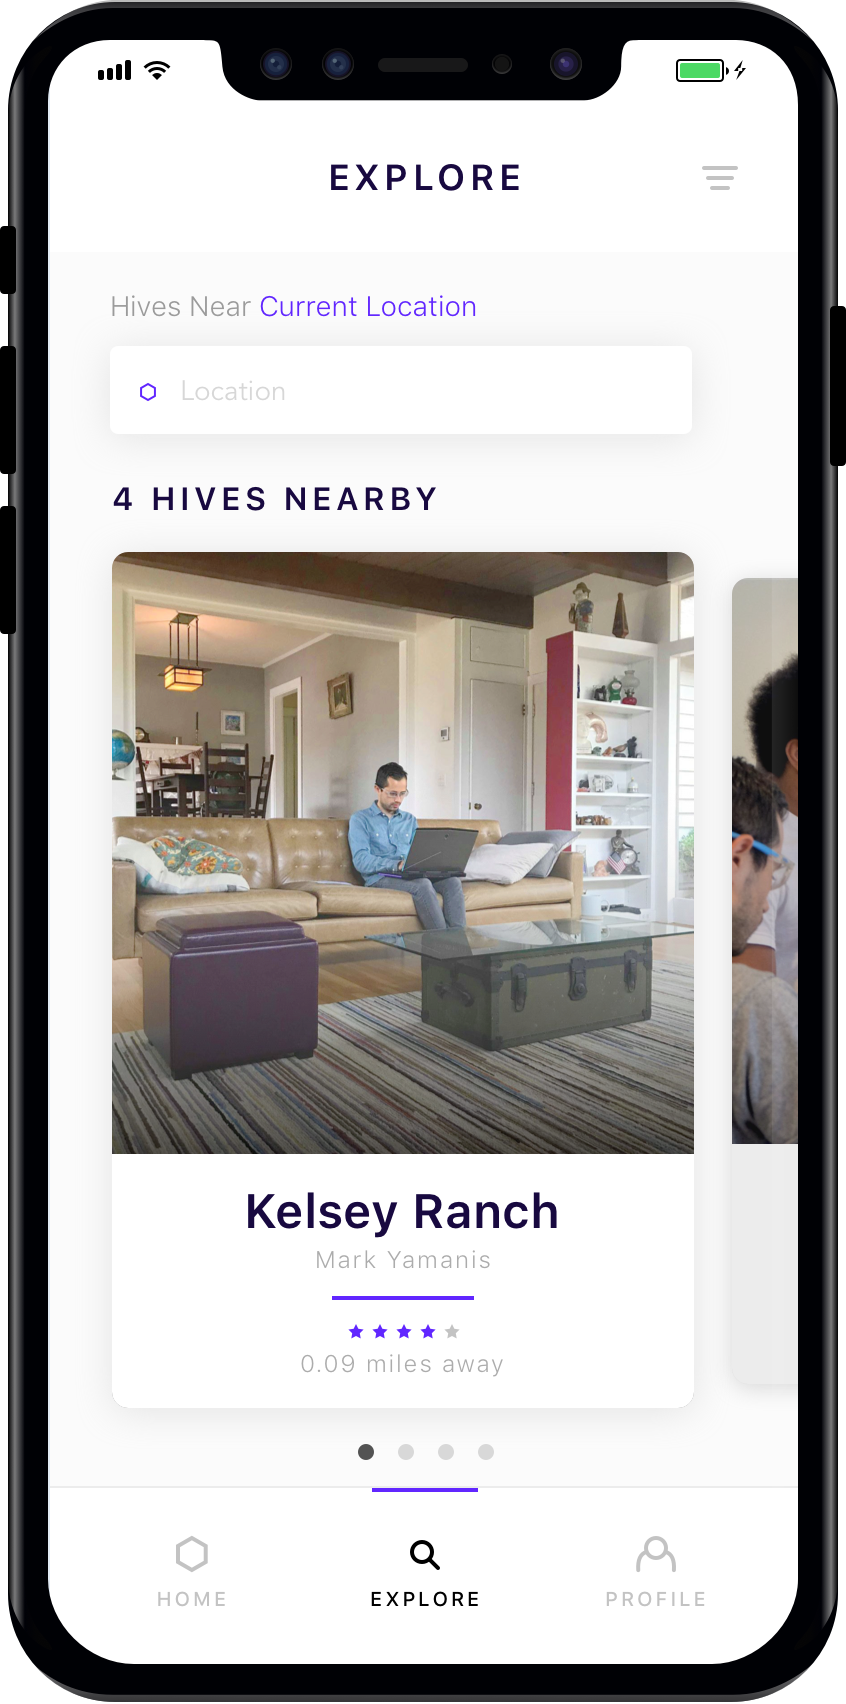 EXPLORE
Hives Near Current Location
Location
4 HIVES NEARBY
Kelsey Ranch
Mark Yamanis
0.09 miles away
HOME
EXPLORE
PROFILE